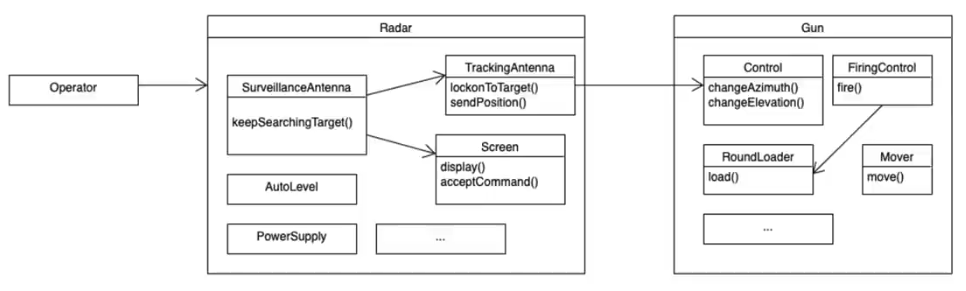 Operator
Radar
SurveillanceAntenna
keepSearchingTarget()
TrackingAntenna
lockonToTarget()
sendPosition()
Screen
display()
acceptCommand()
AutoLevel
PowerSupply
...
Gun
Control
changeAzimuth()
changeElevation()
FiringControl
fire()
RoundLoader
load()
Mover
move()
...